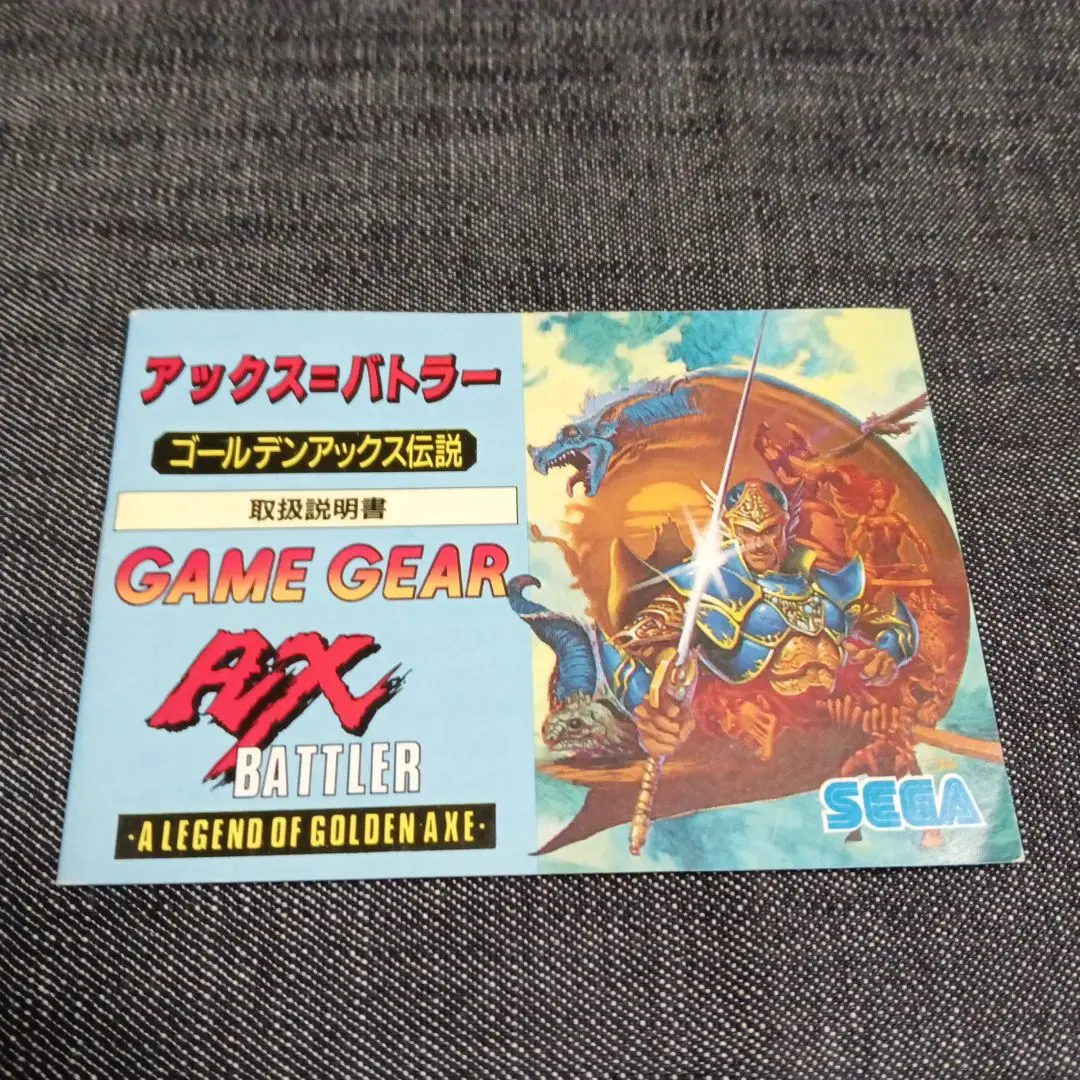 アックス=バトラー
ゴールデンアックス伝説
取扱説明書
GAME GEAR
AX
BATTLER
・A LEGEND OF GOLDEN AXE・
SEGA